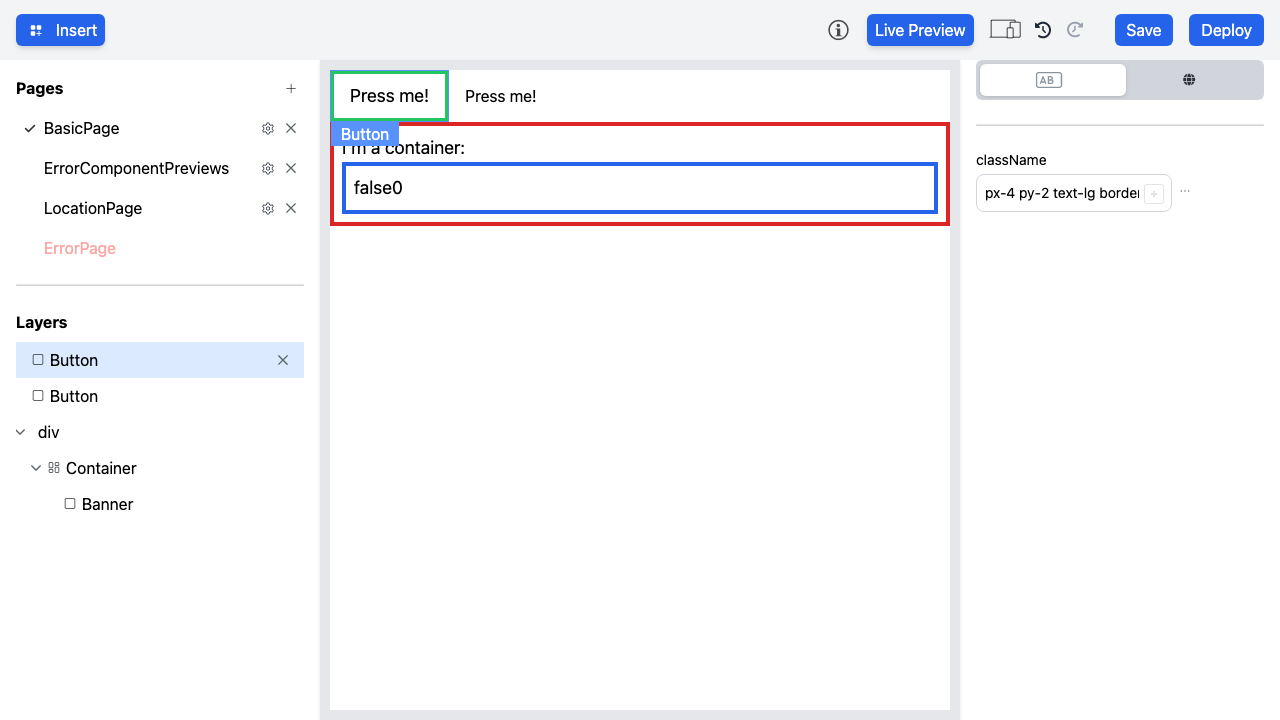 Insert
Live Preview
Save
Deploy
Pages
BasicPage
ErrorComponentPreviews
LocationPage
ErrorPage
Layers
Button
Button
div
Container
Banner
Press me!
Press me!
Button
I'm a container:
false0
AB
className
px-4 py-2 text-lg border